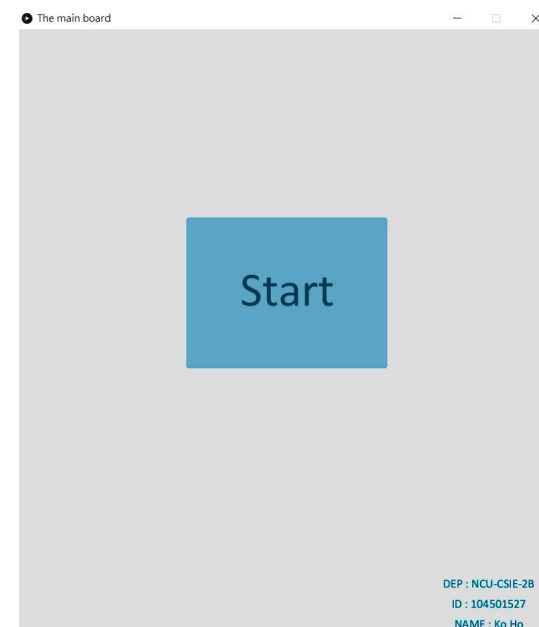 The main board
Start
DEP : NCU-CSIE-2B
ID : 104501527
NAME : Ko Ho